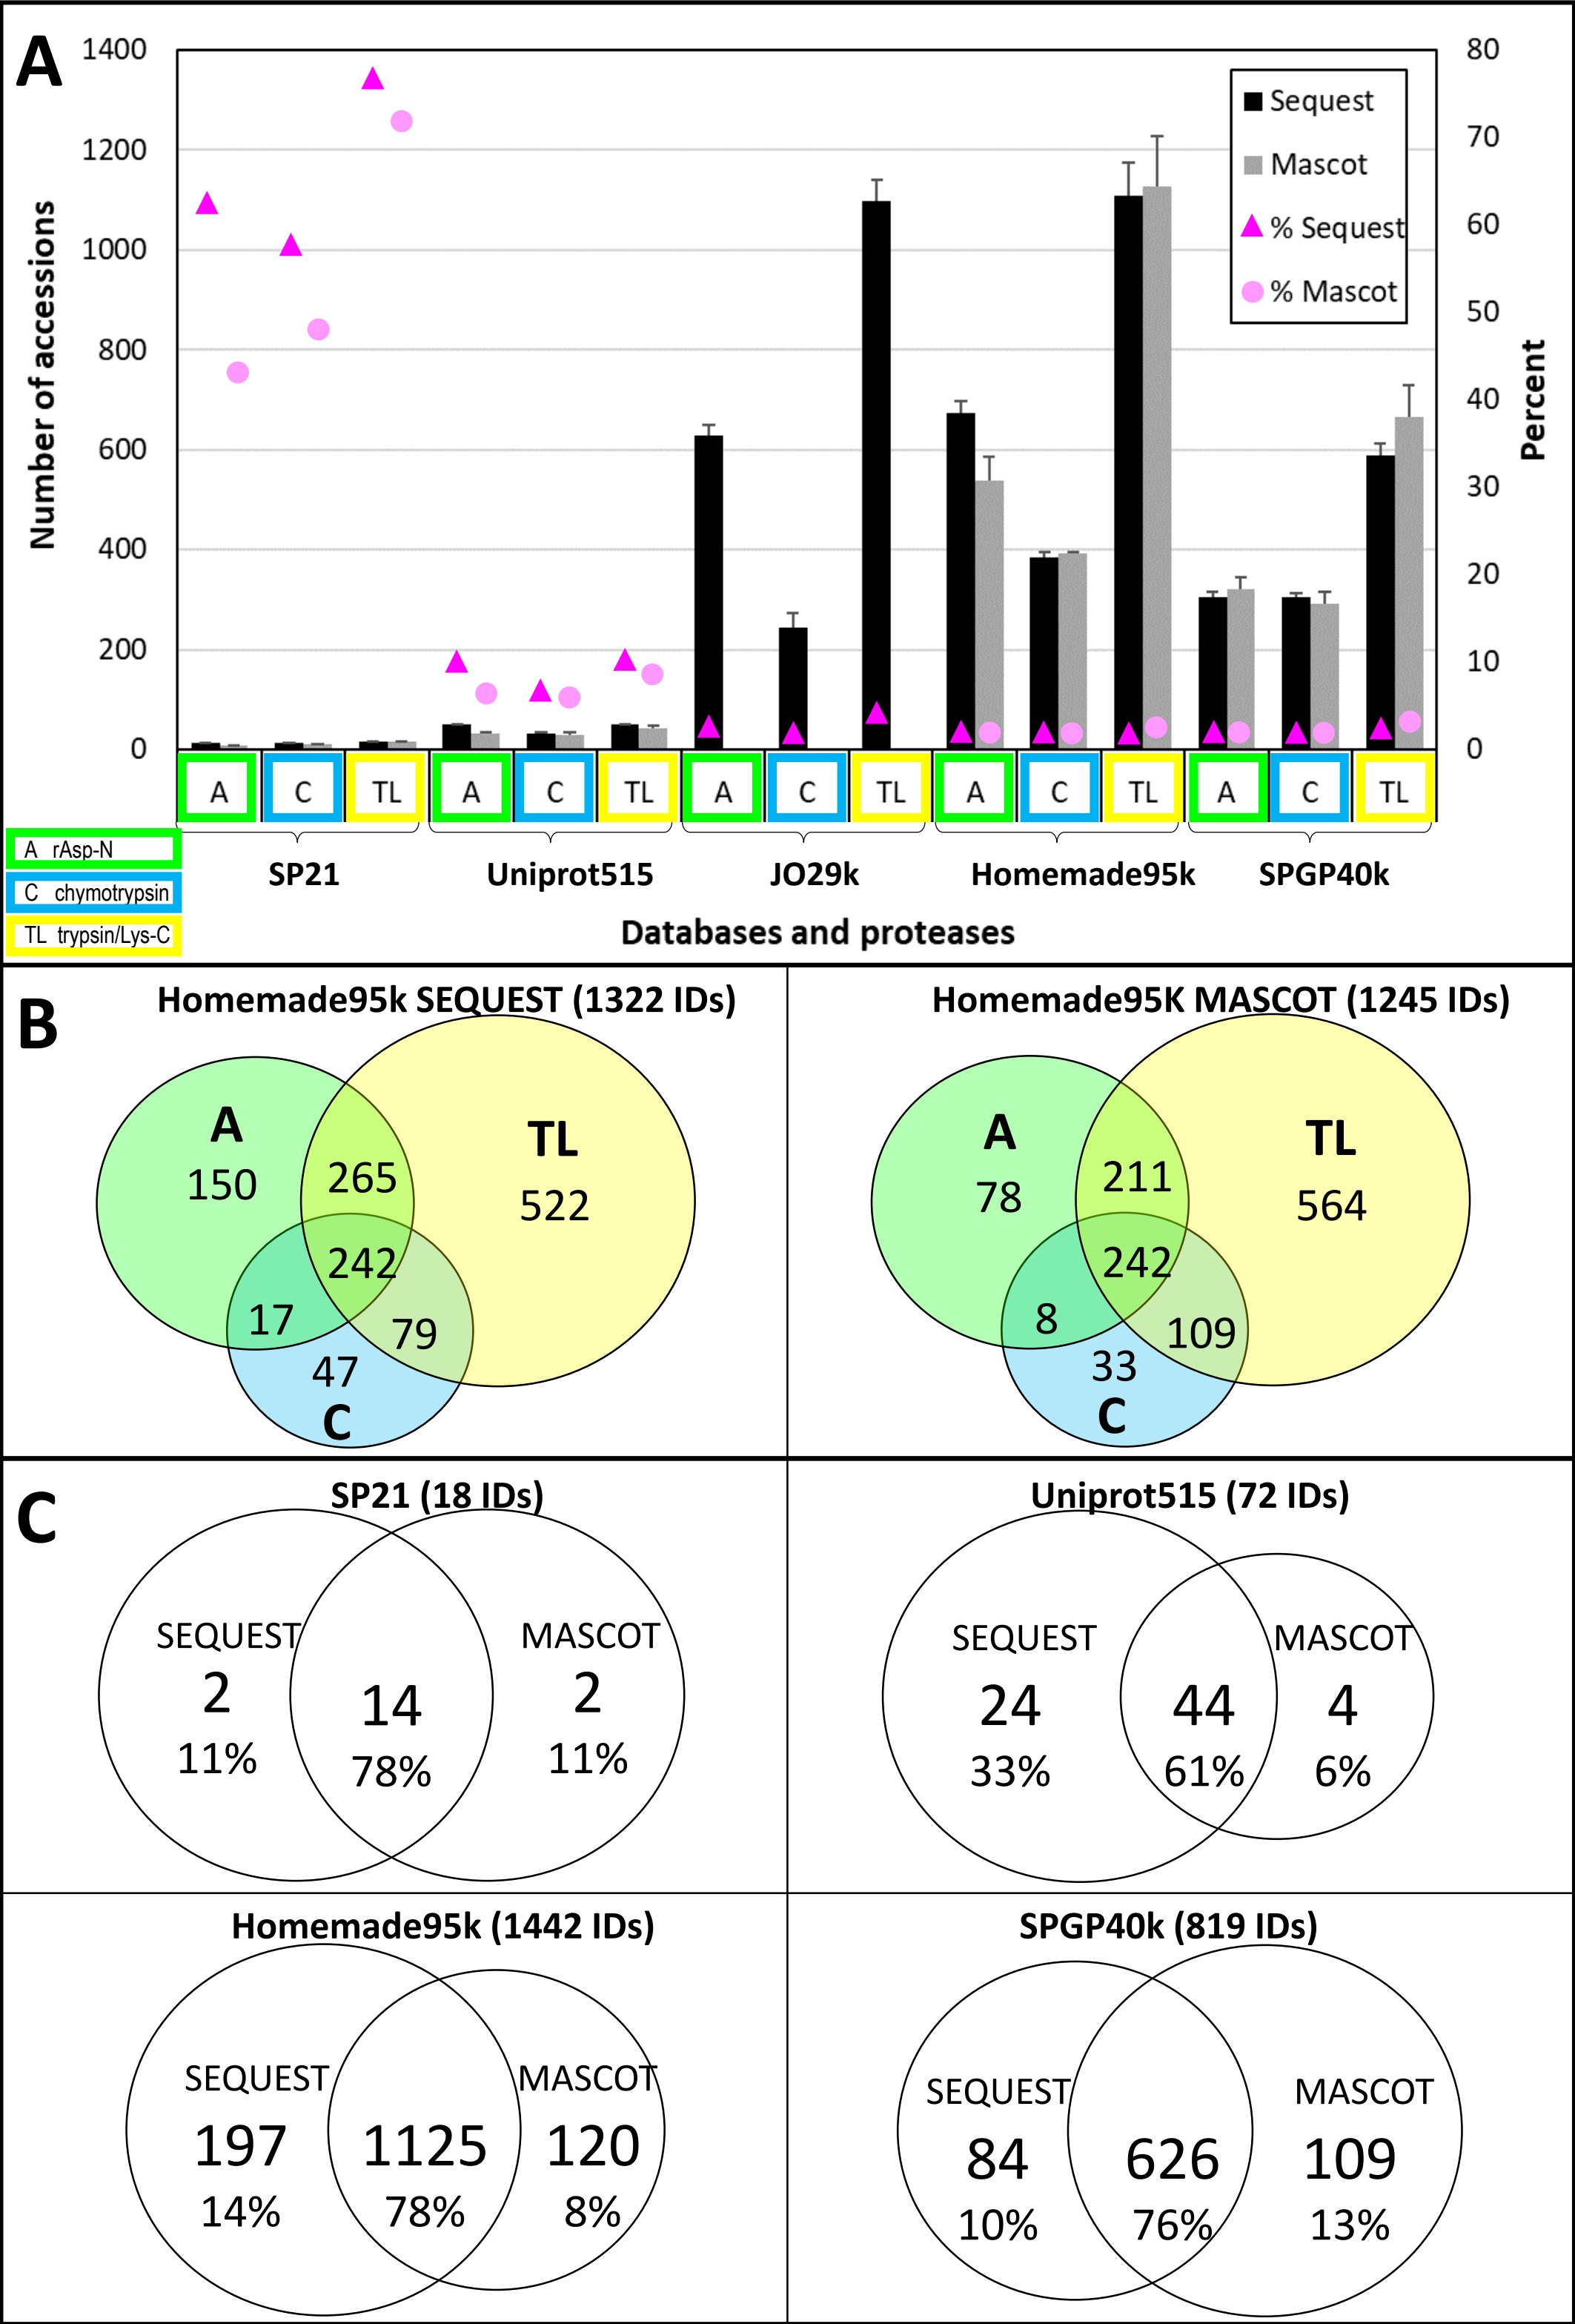 A
1400
1200
1000
800
600
400
200
0
Number of accessions
80
70
60
50
40
30
20
10
0
Percent
Sequest
Mascot
% Sequest
% Mascot
A C TL A C TL A C TL A C TL A C TL
SP21 Uniprot515 JO29k Homemade95k SPGP40k
A rAsp-N
C chymotrypsin
TL trypsin/Lys-C
Databases and proteases
B
Homemade95k SEQUEST (1322 IDs)
A
150
265
TL
522
242
17
79
47
C
Homemade95K MASCOT (1245 IDs)
A
78
211
TL
564
242
8
109
33
C
C
SP21 (18 IDs)
SEQUEST
2
11%
14
78%
MASCOT
2
11%
Uniprot515 (72 IDs)
SEQUEST
24
33%
44
61%
MASCOT
4
6%
Homemade95k (1442 IDs)
SEQUEST
197
14%
1125
78%
MASCOT
120
8%
SPGP40k (819 IDs)
SEQUEST
84
10%
626
76%
MASCOT
109
13%